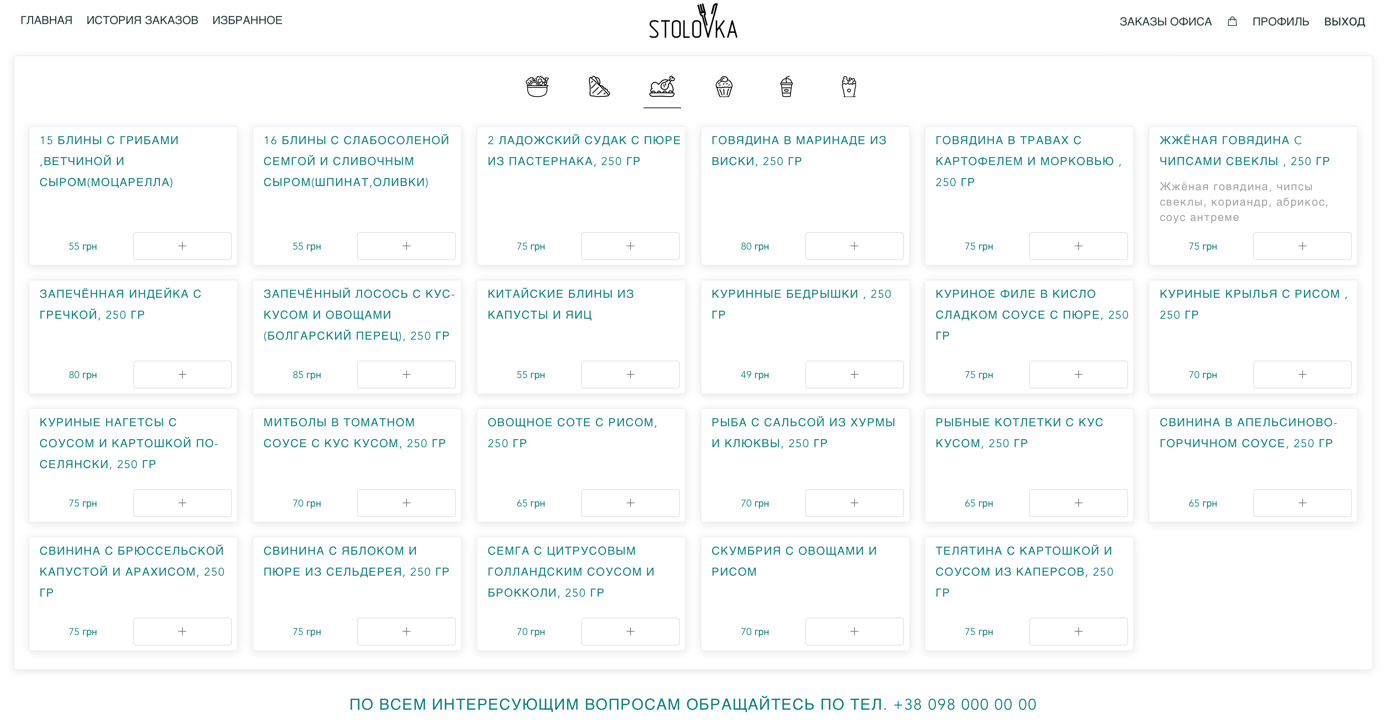 ГЛАВНАЯ ИСТОРИЯ ЗАКАЗОВ ИЗБРАННОЕ
STOLOVKA
ЗАКАЗЫ ОФИСА ПРОФИЛЬ ВЫХОД
15 БЛИНЫ С ГРИБАМИ
,ВЕТЧИНОЙ И
СЫРОМ(МОЦАРЕЛЛА)
55 грн +
16 БЛИНЫ С СЛАБОСОЛЕНОЙ
СЕМГОЙ И СЛИВОЧНЫМ
СЫРОМ(ШПИНАТ,ОЛИВКИ)
55 грн +
2 ЛАДОЖСКИЙ СУДАК С ПЮРЕ
ИЗ ПАСТЕРНАКА, 250 ГР
75 грн +
ГОВЯДИНА В МАРИНАДЕ ИЗ
ВИСКИ, 250 ГР
80 грн +
ГОВЯДИНА В ТРАВАХ С
КАРТОФЕЛЕМ И МОРКОВЬЮ ,
250 ГР
75 грн +
ЖЖЁНАЯ ГОВЯДИНА C
ЧИПСАМИ СВЕКЛЫ , 250 ГР
Жжёная говядина, чипсы
свеклы, кориандр, абрикос,
соус антреме
75 грн +
ЗАПЕЧЁННАЯ ИНДЕЙКА С
ГРЕЧКОЙ, 250 ГР
80 грн +
ЗАПЕЧЁННЫЙ ЛОСОСЬ С КУС-
КУСОМ И ОВОЩАМИ
(БОЛГАРСКИЙ ПЕРЕЦ), 250 ГР
85 грн +
КИТАЙСКИЕ БЛИНЫ ИЗ
КАПУСТЫ И ЯИЦ
55 грн +
КУРИННЫЕ БЕДРЫШКИ , 250
ГР
49 грн +
КУРИНОЕ ФИЛЕ В КИСЛО
СЛАДКОМ СОУСЕ С ПЮРЕ, 250
ГР
75 грн +
КУРИНЫЕ КРЫЛЬЯ С РИСОМ ,
250 ГР
70 грн +
КУРИНЫЕ НАГЕТСЫ С
СОУСОМ И КАРТОШКОЙ ПО-
СЕЛЯНСКИ, 250 ГР
75 грн +
МИТБОЛЫ В ТОМАТНОМ
СОУСЕ С КУС КУСОМ, 250 ГР
70 грн +
ОВОЩНОЕ СОТЕ С РИСОМ,
250 ГР
65 грн +
РЫБА С САЛЬСОЙ ИЗ ХУРМЫ
И КЛЮКВЫ, 250 ГР
70 грн +
РЫБНЫЕ КОТЛЕТКИ С КУС
КУСОМ, 250 ГР
65 грн +
СВИНИНА В АПЕЛЬСИНОВО-
ГОРЧИЧНОМ СОУСЕ, 250 ГР
65 грн +
СВИНИНА С БРЮССЕЛЬСКОЙ
КАПУСТОЙ И АРАХИСОМ, 250
ГР
75 грн +
СВИНИНА С ЯБЛОКОМ И
ПЮРЕ ИЗ СЕЛЬДЕРЕЯ, 250 ГР
75 грн +
СЕМГА С ЦИТРУСОВЫМ
ГОЛЛАНДСКИМ СОУСОМ И
БРОККОЛИ, 250 ГР
70 грн +
СКУМБРИЯ С ОВОЩАМИ И
РИСОМ
70 грн +
ТЕЛЯТИНА С КАРТОШКОЙ И
СОУСОМ ИЗ КАПЕРСОВ, 250
ГР
75 грн +
ПО ВСЕМ ИНТЕРЕСУЮЩИМ ВОПРОСАМ ОБРАЩАЙТЕСЬ ПО ТЕЛ. +38 098 000 00 00